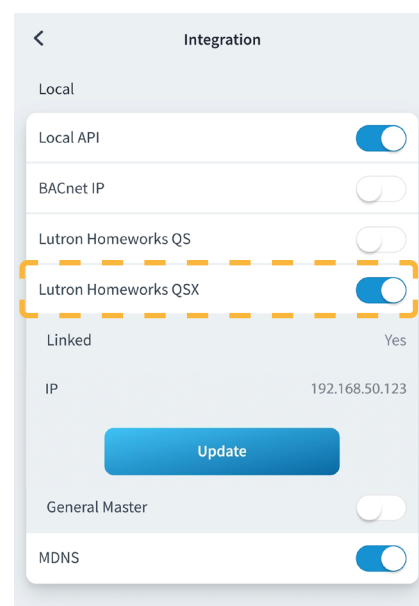 Integration
Local
Local API
BACnet IP
Lutron Homeworks QS
Lutron Homeworks QSX
Linked Yes
IP 192.168.50.123
Update
General Master
MDNS